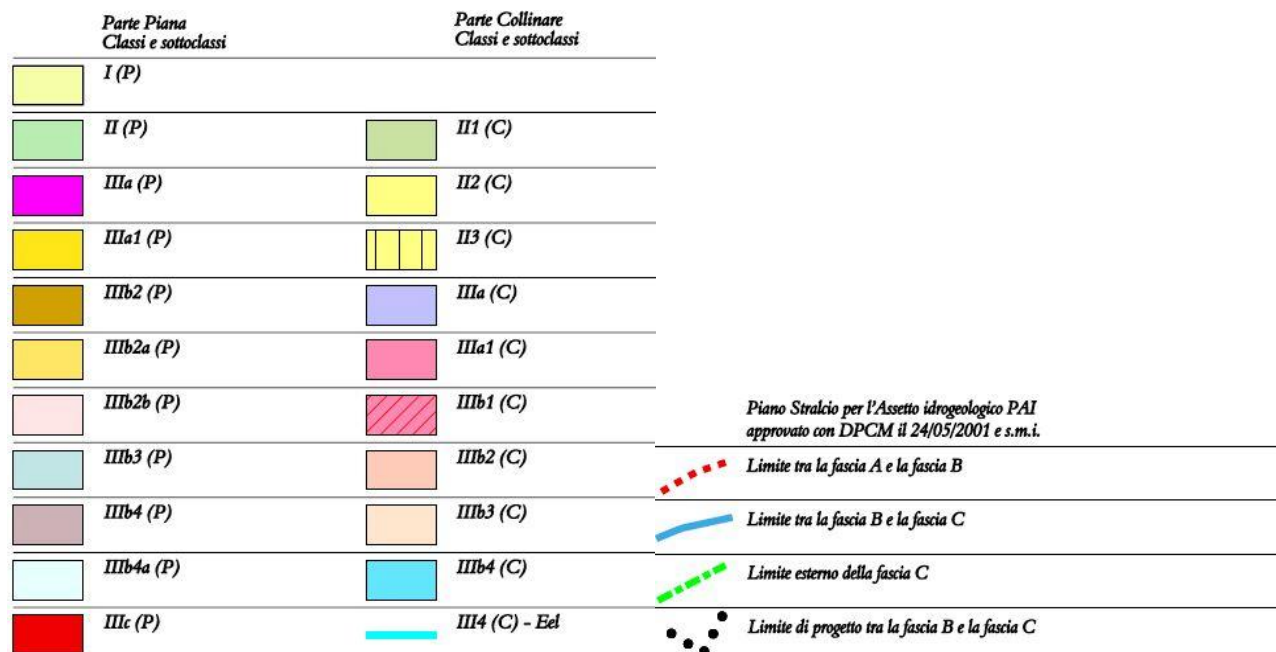 Parte Piana
Classi e sottoclassi
Parte Collinare
Classi e sottoclassi
I (P)
II (P)
II1 (C)
IIIa (P)
II2 (C)
IIIa1 (P)
II3 (C)
IIIb2 (P)
IIIa (C)
IIIb2a (P)
IIIa1 (C)
IIIb2b (P)
IIIb1 (C)
IIIb3 (P)
IIIb2 (C)
IIIb4 (P)
IIIb3 (C)
IIIb4a (P)
IIIb4 (C)
IIIc (P)
III4 (C) - Eel
Piano Stralcio per l'Assetto idrogeologico PAI
approvato con DPCM il 24/05/2001 e s.m.i.
Limite tra la fascia A e la fascia B
Limite tra la fascia B e la fascia C
Limite esterno della fascia C
Limite di progetto tra la fascia B e la fascia C